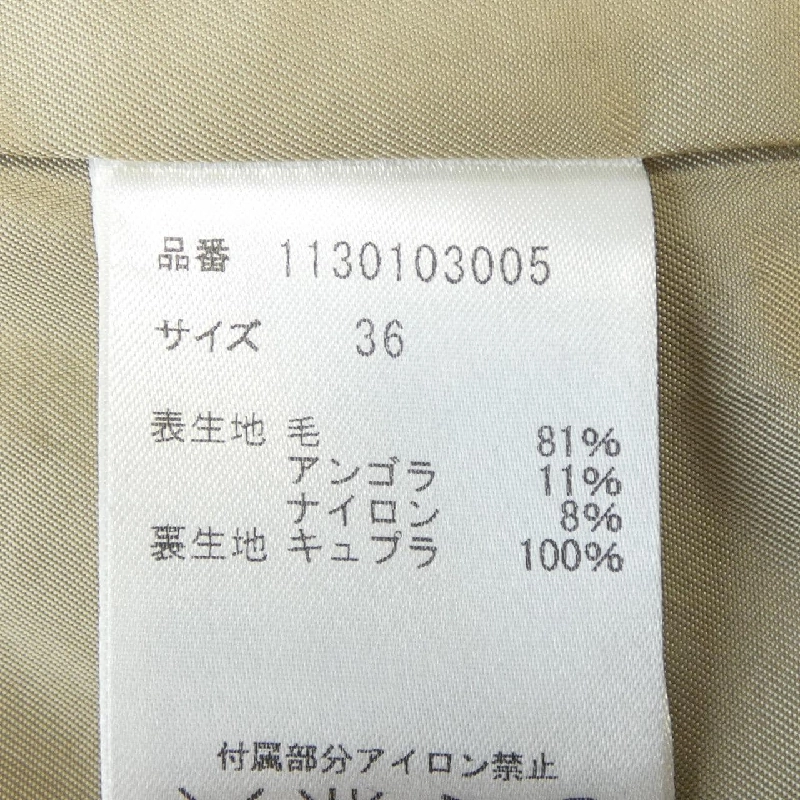 品番 1130103005
サイズ 36
表生地 毛 81%
アンゴラ 11%
ナイロン 8%
裏生地 キュプラ 100%
付属部分アイロン禁止